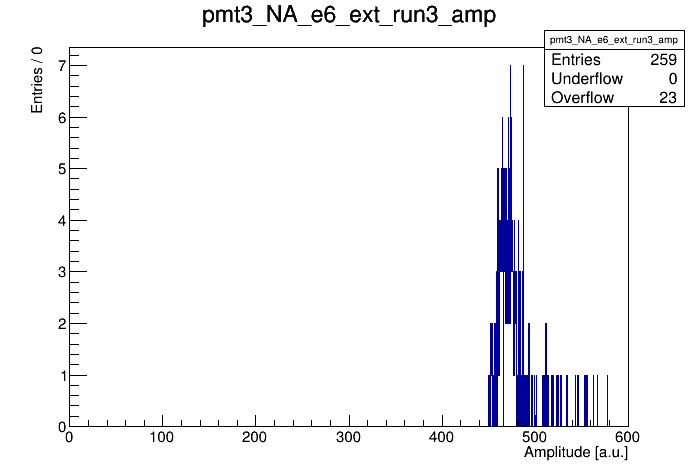 pmt3_NA_e6_ext_run3_amp
pmt3_NA_e6_ext_run3_amp
Entries 259
Underflow 0
Overflow 23
Entries / 0
7
6
5
4
3
2
1
0
0 100 200 300 400 500 600
Amplitude [a.u.]